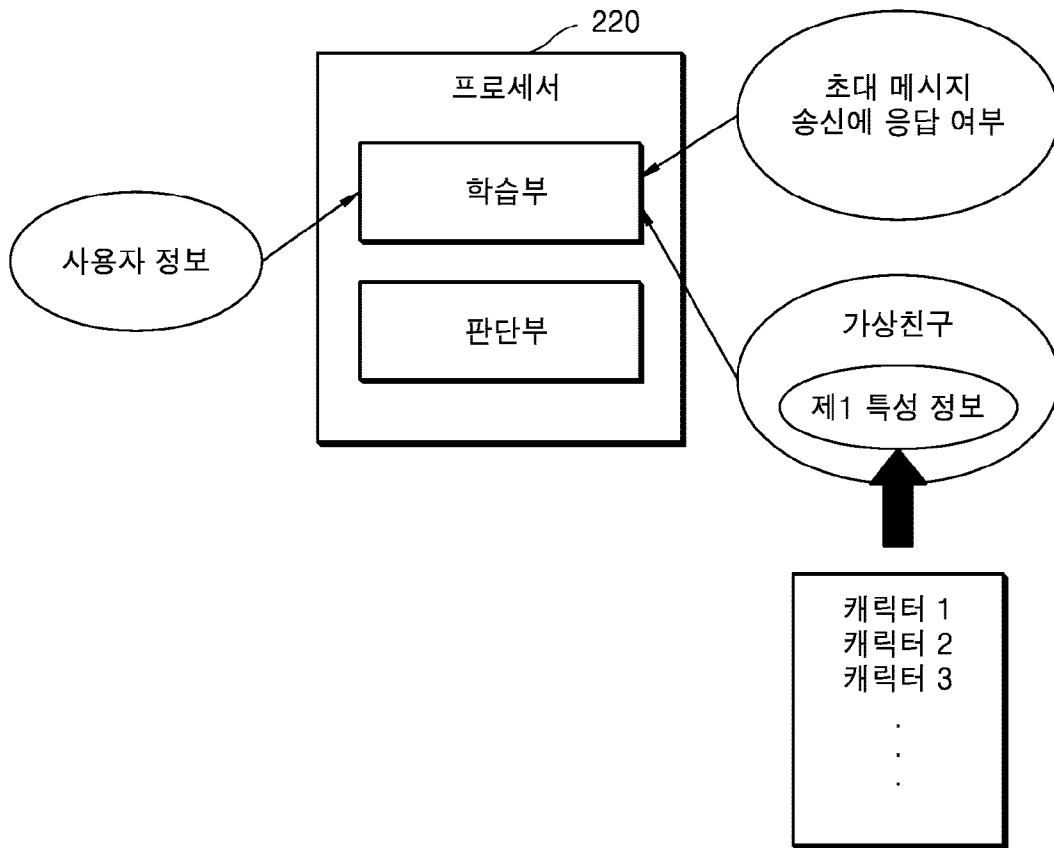 220
프로세서
초대 메시지
송신에 응답 여부
학습부
사용자 정보
판단부
가상친구
제1 특성 정보
캐릭터 1
캐릭터 2
캐릭터 3
.
.
.